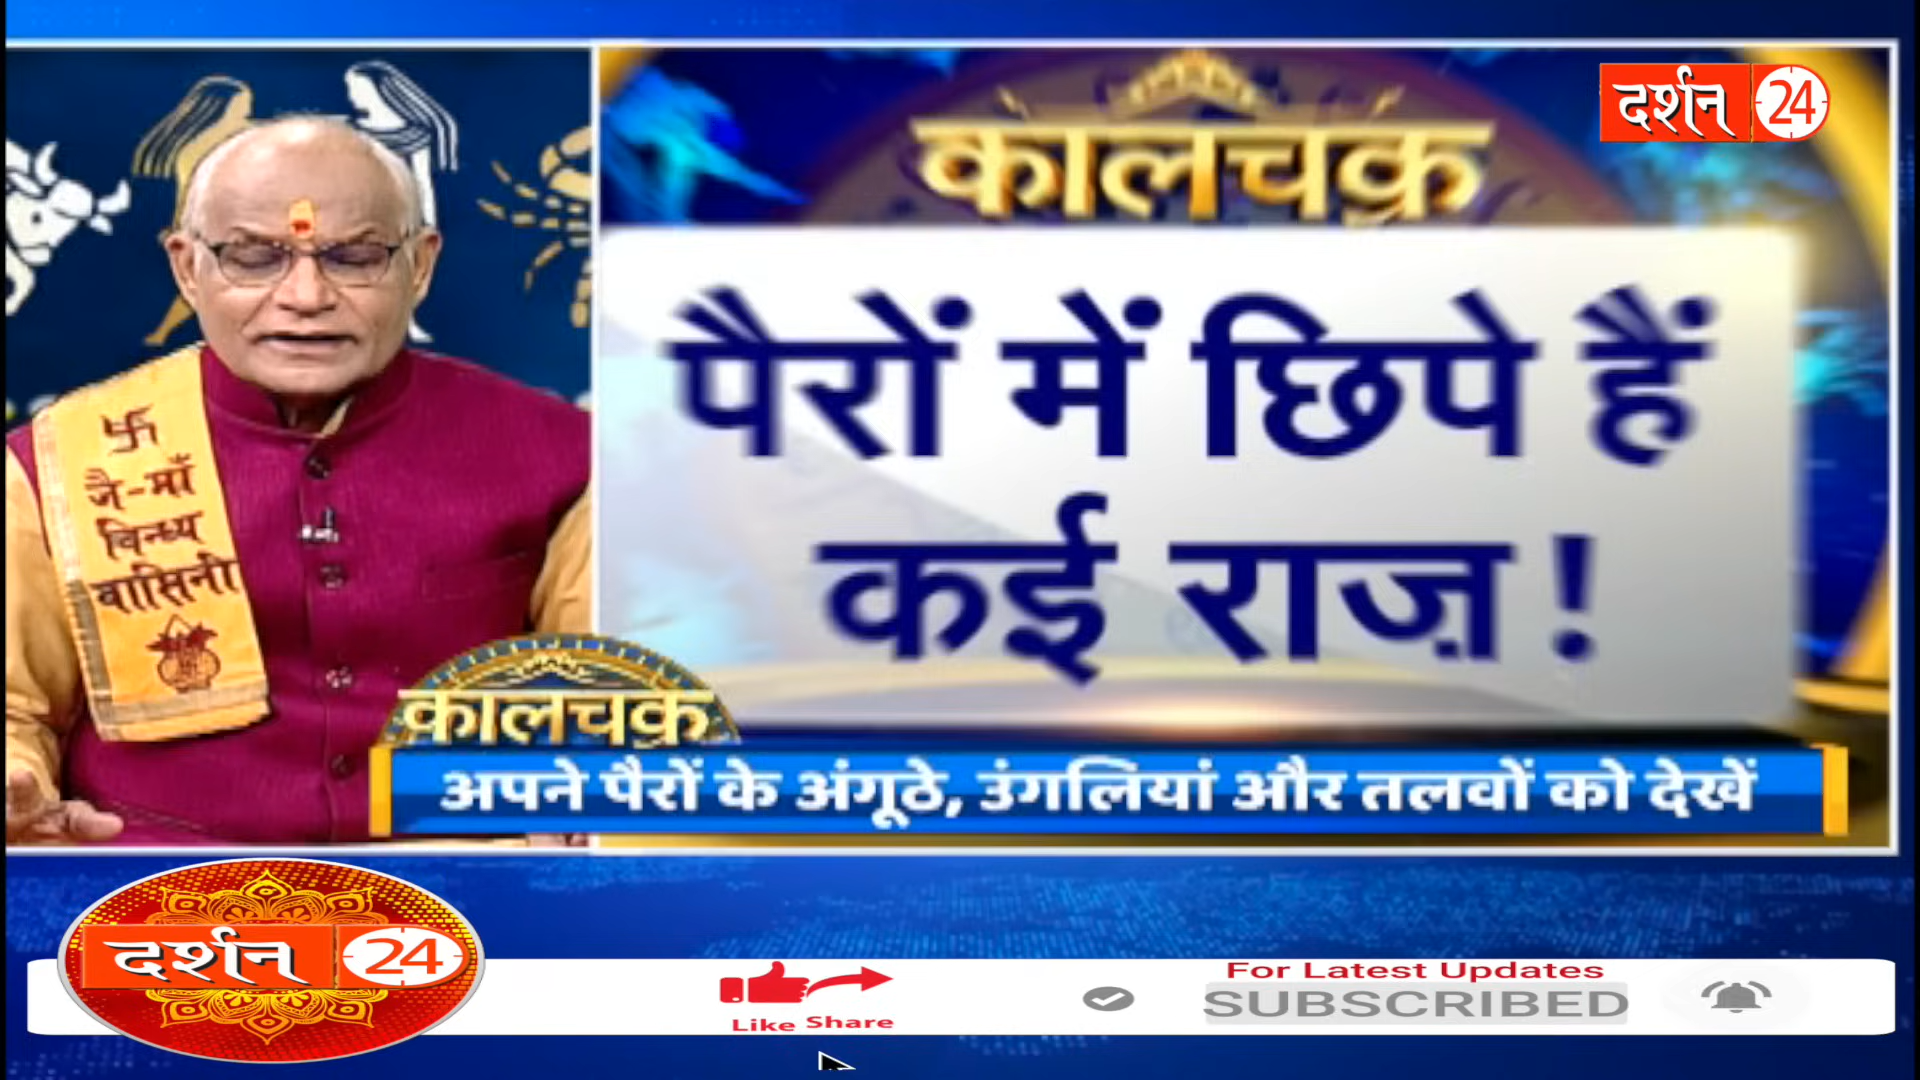 कालचक्र
दर्शन 24
पैरों में छिपे हैं
कई राज़!
卐
जै-माँ
विन्ध्य
वासिनी
कालचक्र
अपने पैरों के अंगूठे, उंगलियां और तलवों को देखें
दर्शन 24
Like Share
For Latest Updates
SUBSCRIBED